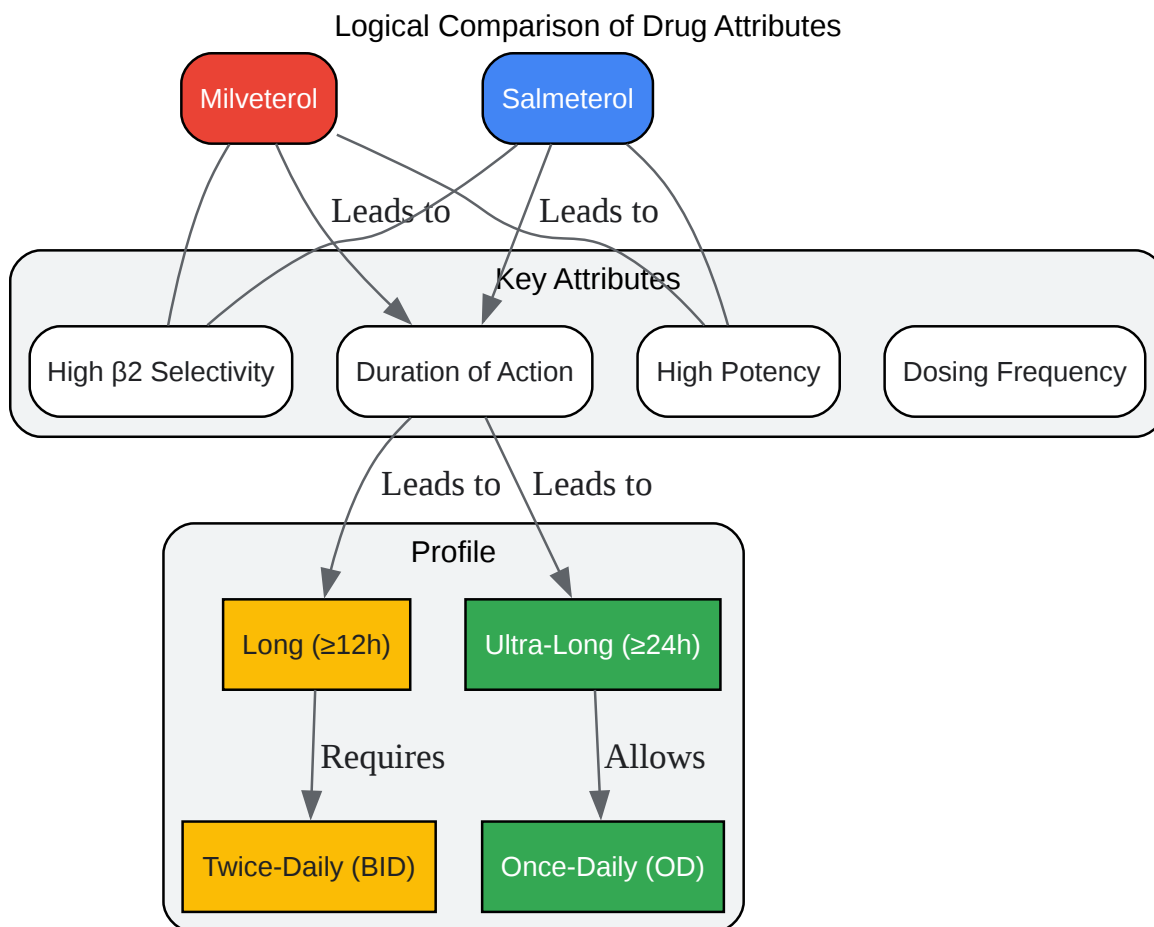 Logical Comparison of Drug Attributes
Milveterol
Salmeterol
Leads to
Leads to
Key Attributes
High β2 Selectivity
Duration of Action
High Potency
Dosing Frequency
Leads to
Leads to
Profile
Long (≥12h)
Ultra-Long (≥24h)
Requires
Allows
Twice-Daily (BID)
Once-Daily (OD)